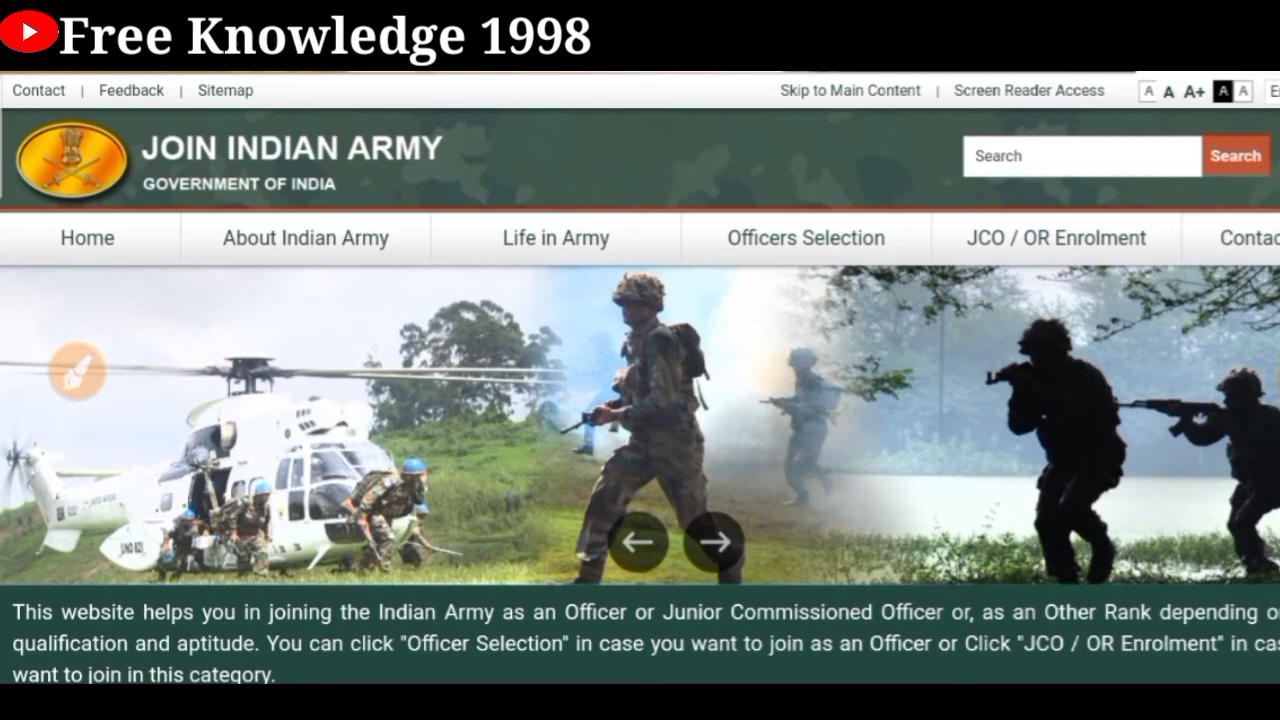 Free Knowledge 1998
Contact | Feedback | Sitemap
Skip to Main Content | Screen Reader Access
A A A+ A A
JOIN INDIAN ARMY
GOVERNMENT OF INDIA
Search Search
Home About Indian Army Life in Army Officers Selection JCO / OR Enrolment
This website helps you in joining the Indian Army as an Officer or Junior Commissioned Officer or, as an Other Rank depending
qualification and aptitude. You can click "Officer Selection" in case you want to join as an Officer or Click "JCO / OR Enrolment" in
want to join in this category.